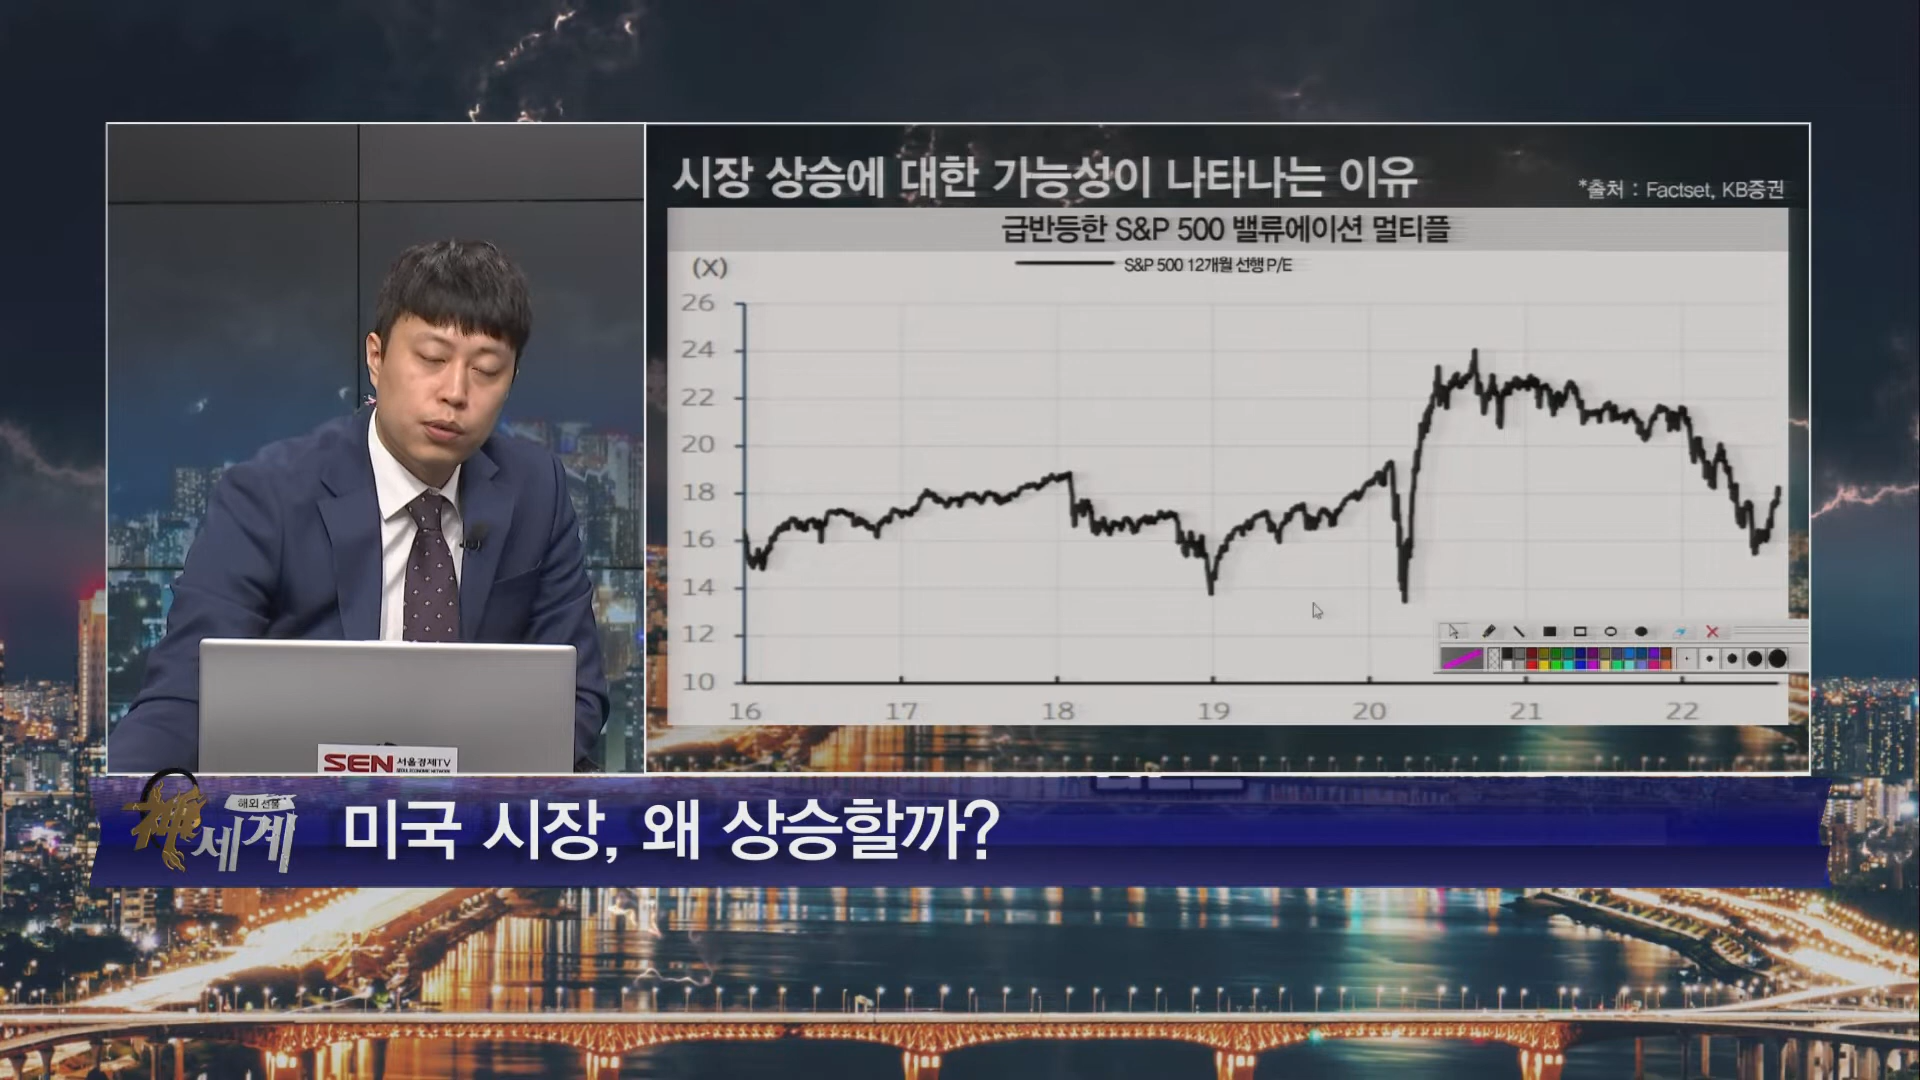 시장 상승에 대한 가능성이 나타나는 이유
*출처 : Factset, KB증권
급반등한 S&P 500 밸류에이션 멀티플
(X)
S&P 500 12개월 선행 P/E
26
24
22
20
18
16
14
12
10
16 17 18 19 20 21 22
SEN 서울경제TV
SEOUL ECONOMIC NETWORK
해외 선물
神세계
미국 시장, 왜 상승할까?